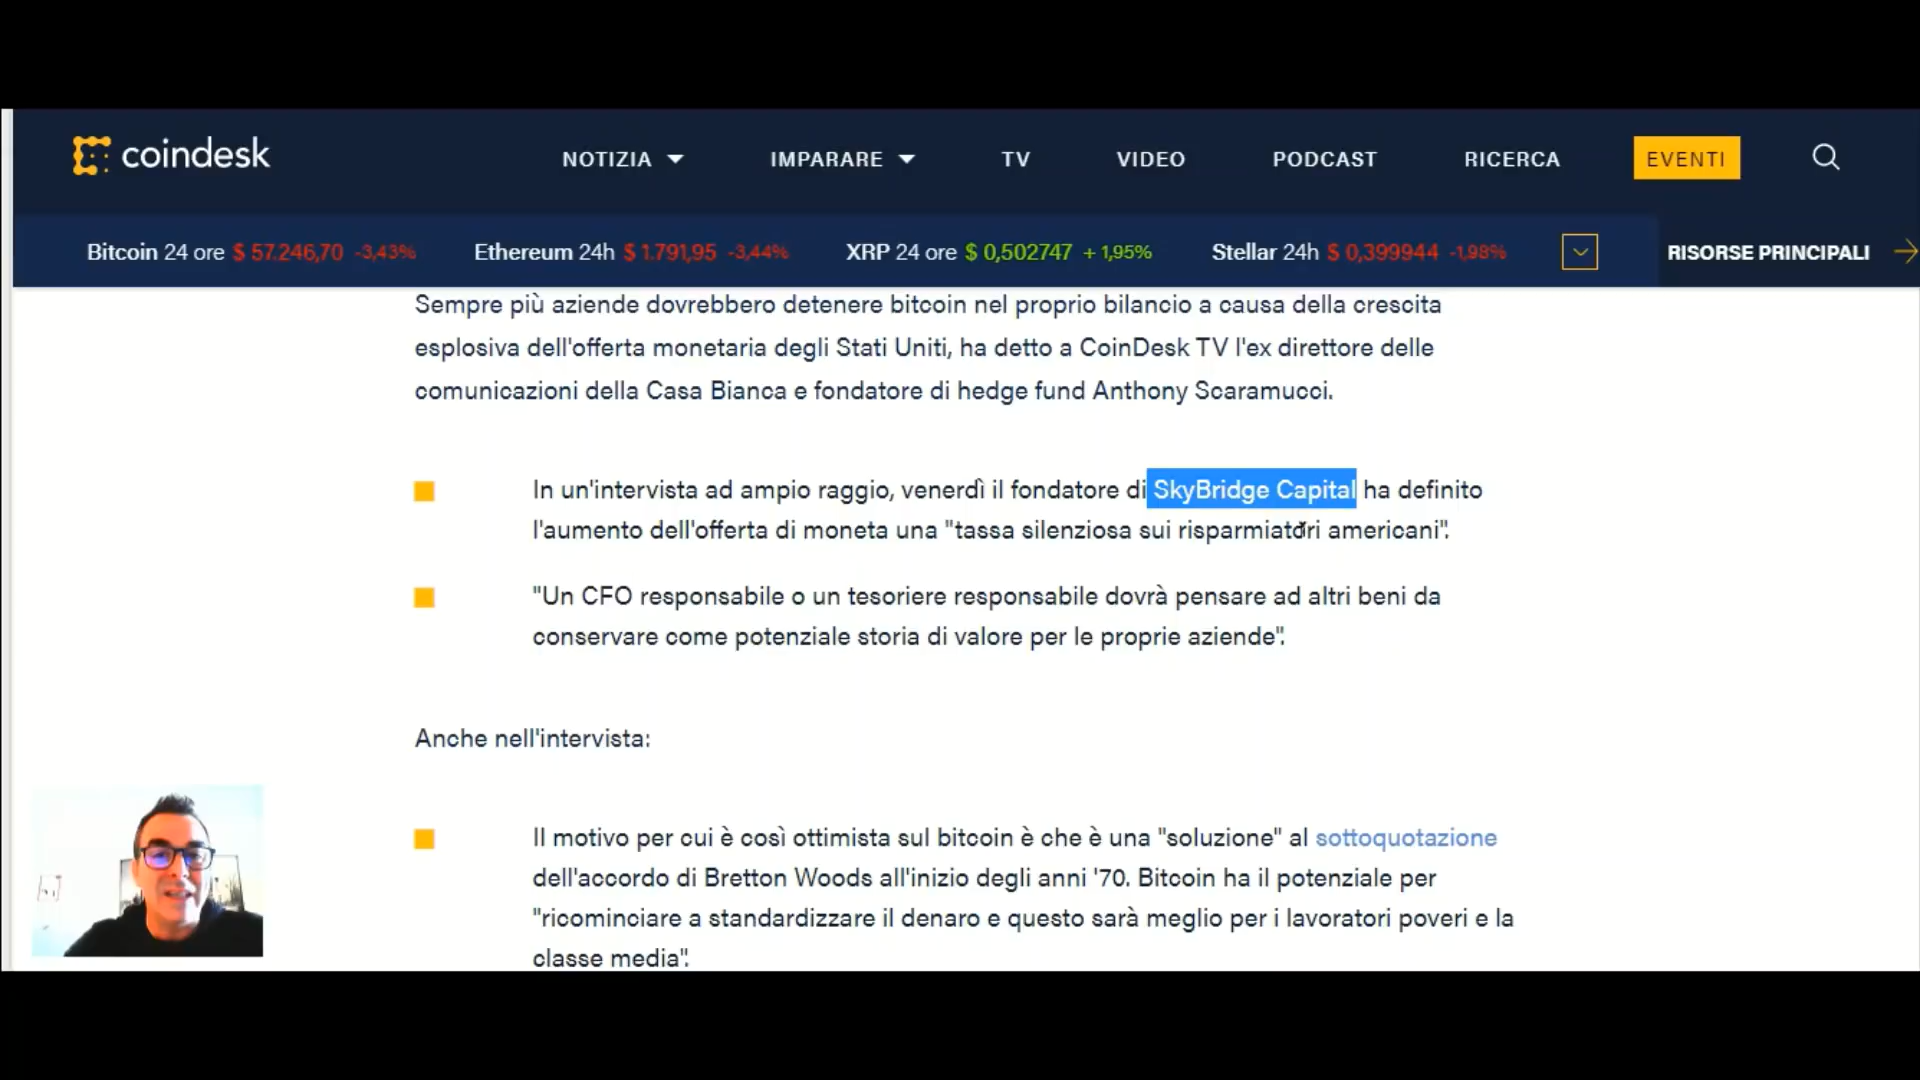 coindesk NOTIZIA IMPARARE TV VIDEO PODCAST RICERCA EVENTI
Bitcoin 24 ore $ 57.246,70 -3,43% Ethereum 24h $ 1.791,95 -3,44% XRP 24 ore $ 0,502747 + 1,95% Stellar 24h $ 0,399944 -1,98% RISORSE PRINCIPALI
Sempre più aziende dovrebbero detenere bitcoin nel proprio bilancio a causa della crescita
esplosiva dell'offerta monetaria degli Stati Uniti, ha detto a CoinDesk TV l'ex direttore delle
comunicazioni della Casa Bianca e fondatore di hedge fund Anthony Scaramucci.
In un'intervista ad ampio raggio, venerdì il fondatore di SkyBridge Capital ha definito
l'aumento dell'offerta di moneta una "tassa silenziosa sui risparmiatori americani".
"Un CFO responsabile o un tesoriere responsabile dovrà pensare ad altri beni da
conservare come potenziale storia di valore per le proprie aziende".
Anche nell'intervista:
Il motivo per cui è così ottimista sul bitcoin è che è una "soluzione" al sottoquotazione
dell'accordo di Bretton Woods all'inizio degli anni '70. Bitcoin ha il potenziale per
"ricominciare a standardizzare il denaro e questo sarà meglio per i lavoratori poveri e la
classe media".